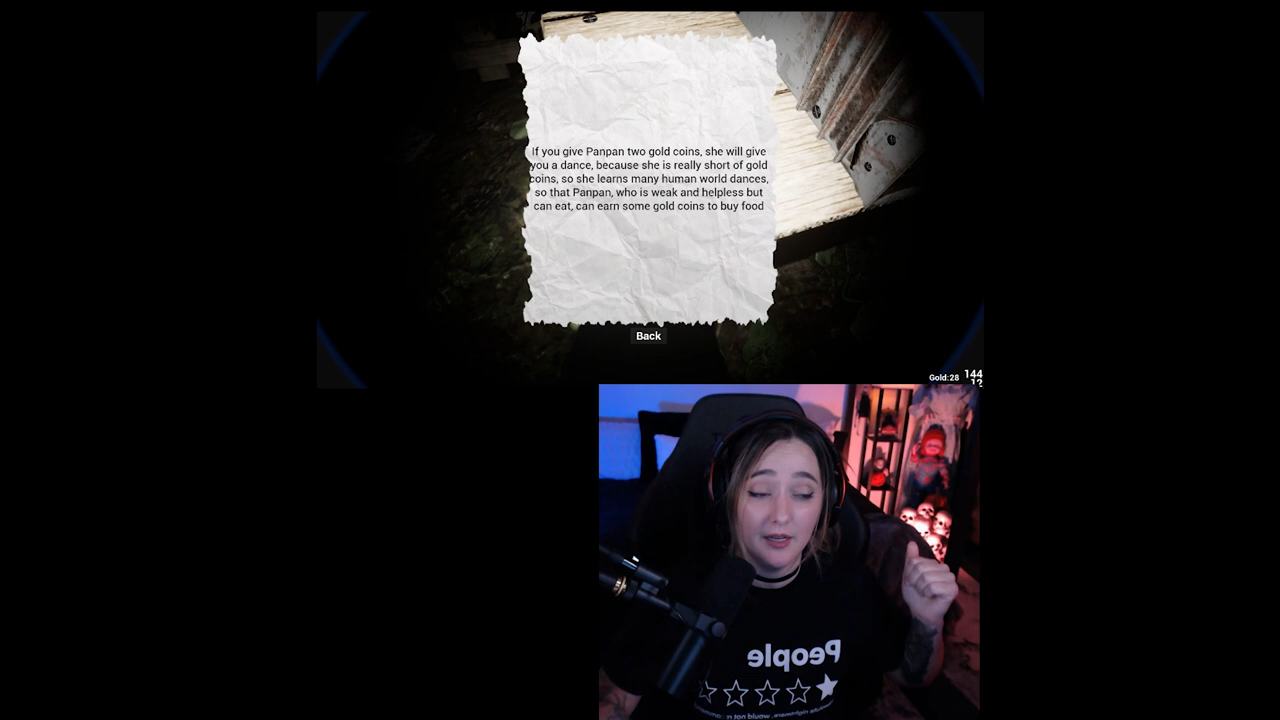 If you give Panpan two gold coins, she will give
you a dance, because she is really short of gold
coins, so she learns many human world dances,
so that Panpan, who is weak and helpless but
can eat, can earn some gold coins to buy food
Back
Gold:28 144
12
People